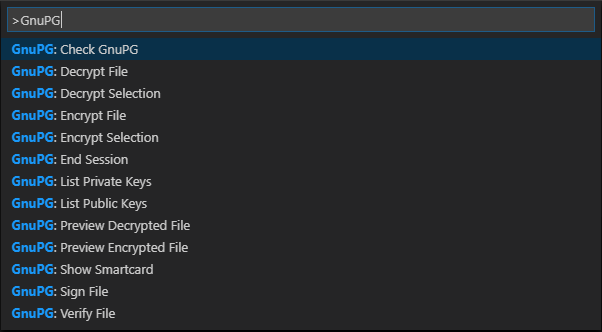 >GnuPG
GnuPG: Check GnuPG
GnuPG: Decrypt File
GnuPG: Decrypt Selection
GnuPG: Encrypt File
GnuPG: Encrypt Selection
GnuPG: End Session
GnuPG: List Private Keys
GnuPG: List Public Keys
GnuPG: Preview Decrypted File
GnuPG: Preview Encrypted File
GnuPG: Show Smartcard
GnuPG: Sign File
GnuPG: Verify File